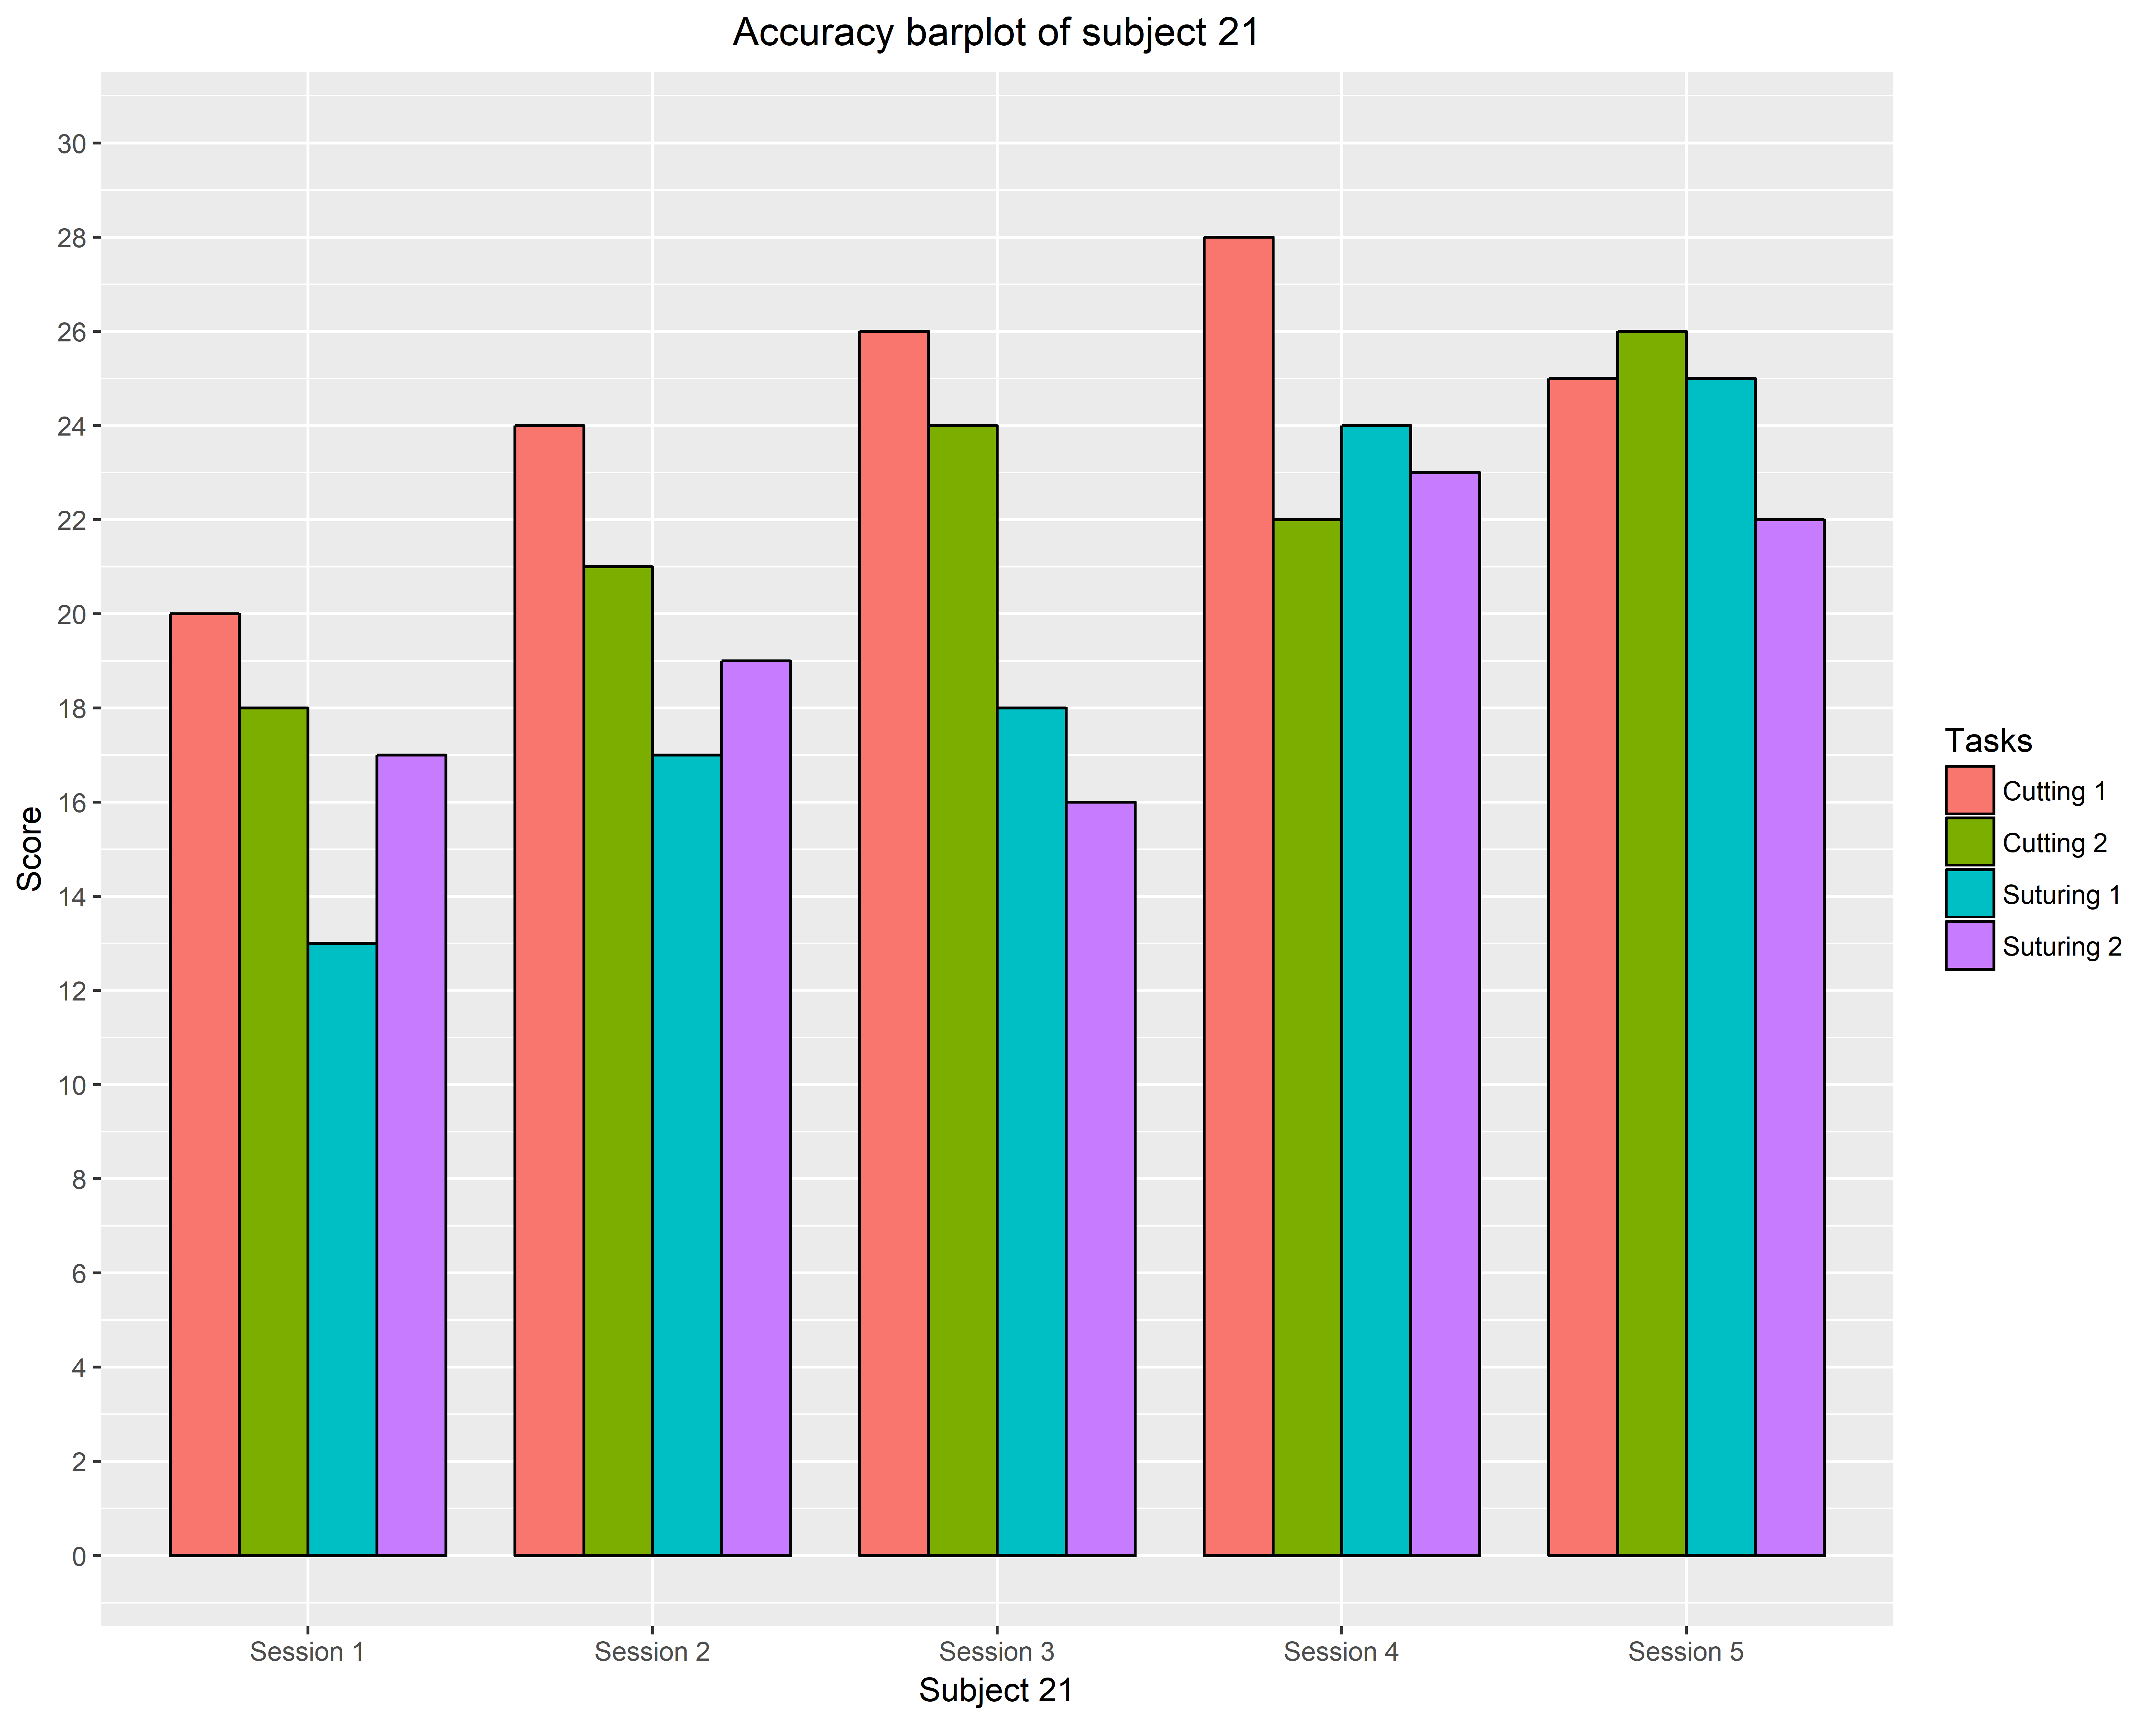 Accuracy barplot of subject 21
30
28
26
24
22
20
18
16
14
12
10
8
6
4
2
0
Score
Session 1
Session 2
Session 3
Session 4
Session 5
Subject 21
Tasks
Cutting 1
Cutting 2
Suturing 1
Suturing 2